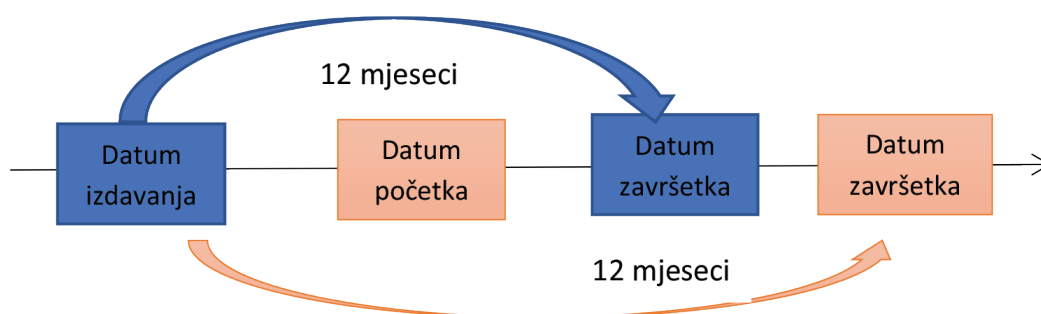 12 mjeseci
Datum
izdavanja
Datum
početka
Datum
završetka
Datum
završetka
12 mjeseci